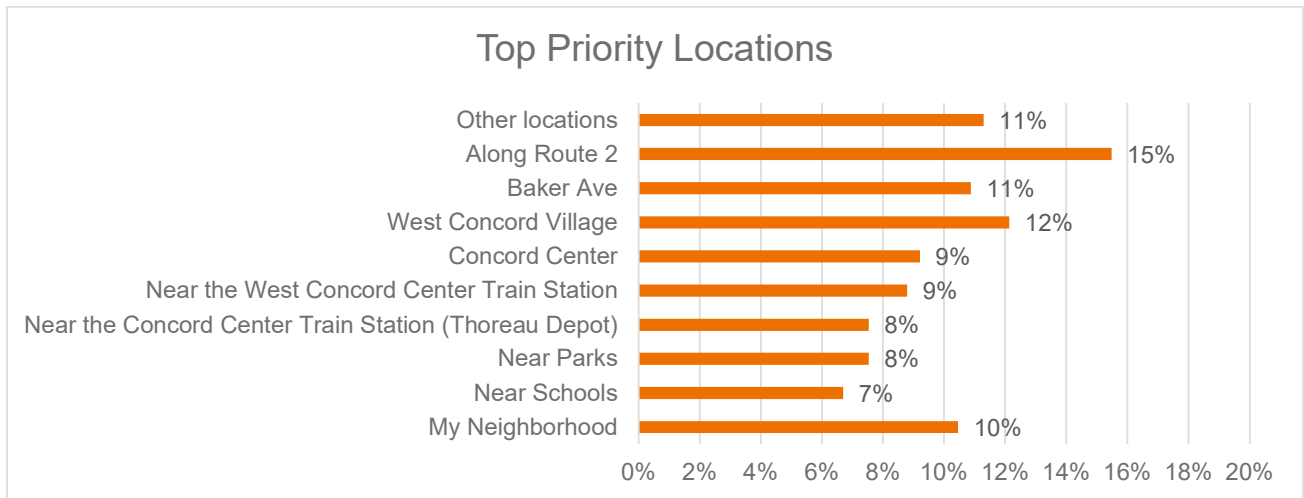 Top Priority Locations
Other locations 11%
Along Route 2 15%
Baker Ave 11%
West Concord Village 12%
Concord Center 9%
Near the West Concord Center Train Station 9%
Near the Concord Center Train Station (Thoreau Depot) 8%
Near Parks 8%
Near Schools 7%
My Neighborhood 10%
0% 2% 4% 6% 8% 10% 12% 14% 16% 18% 20%